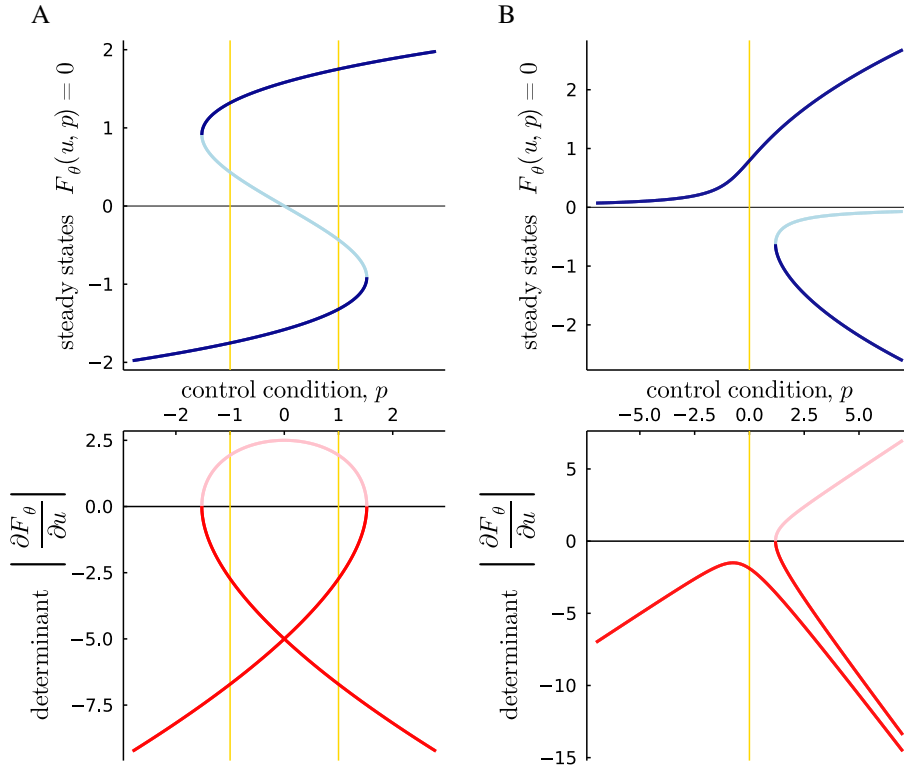 A
B
steady states F_θ(u, p) = 0
2
1
0
−1
−2
steady states F_θ(u, p) = 0
2
1
0
−1
−2
control condition, p
−2 −1 0 1 2
control condition, p
−5.0 −2.5 0.0 2.5 5.0
determinant |∂F_θ/∂u|
2.5
0.0
−2.5
−5.0
−7.5
determinant |∂F_θ/∂u|
5
0
−5
−10
−15